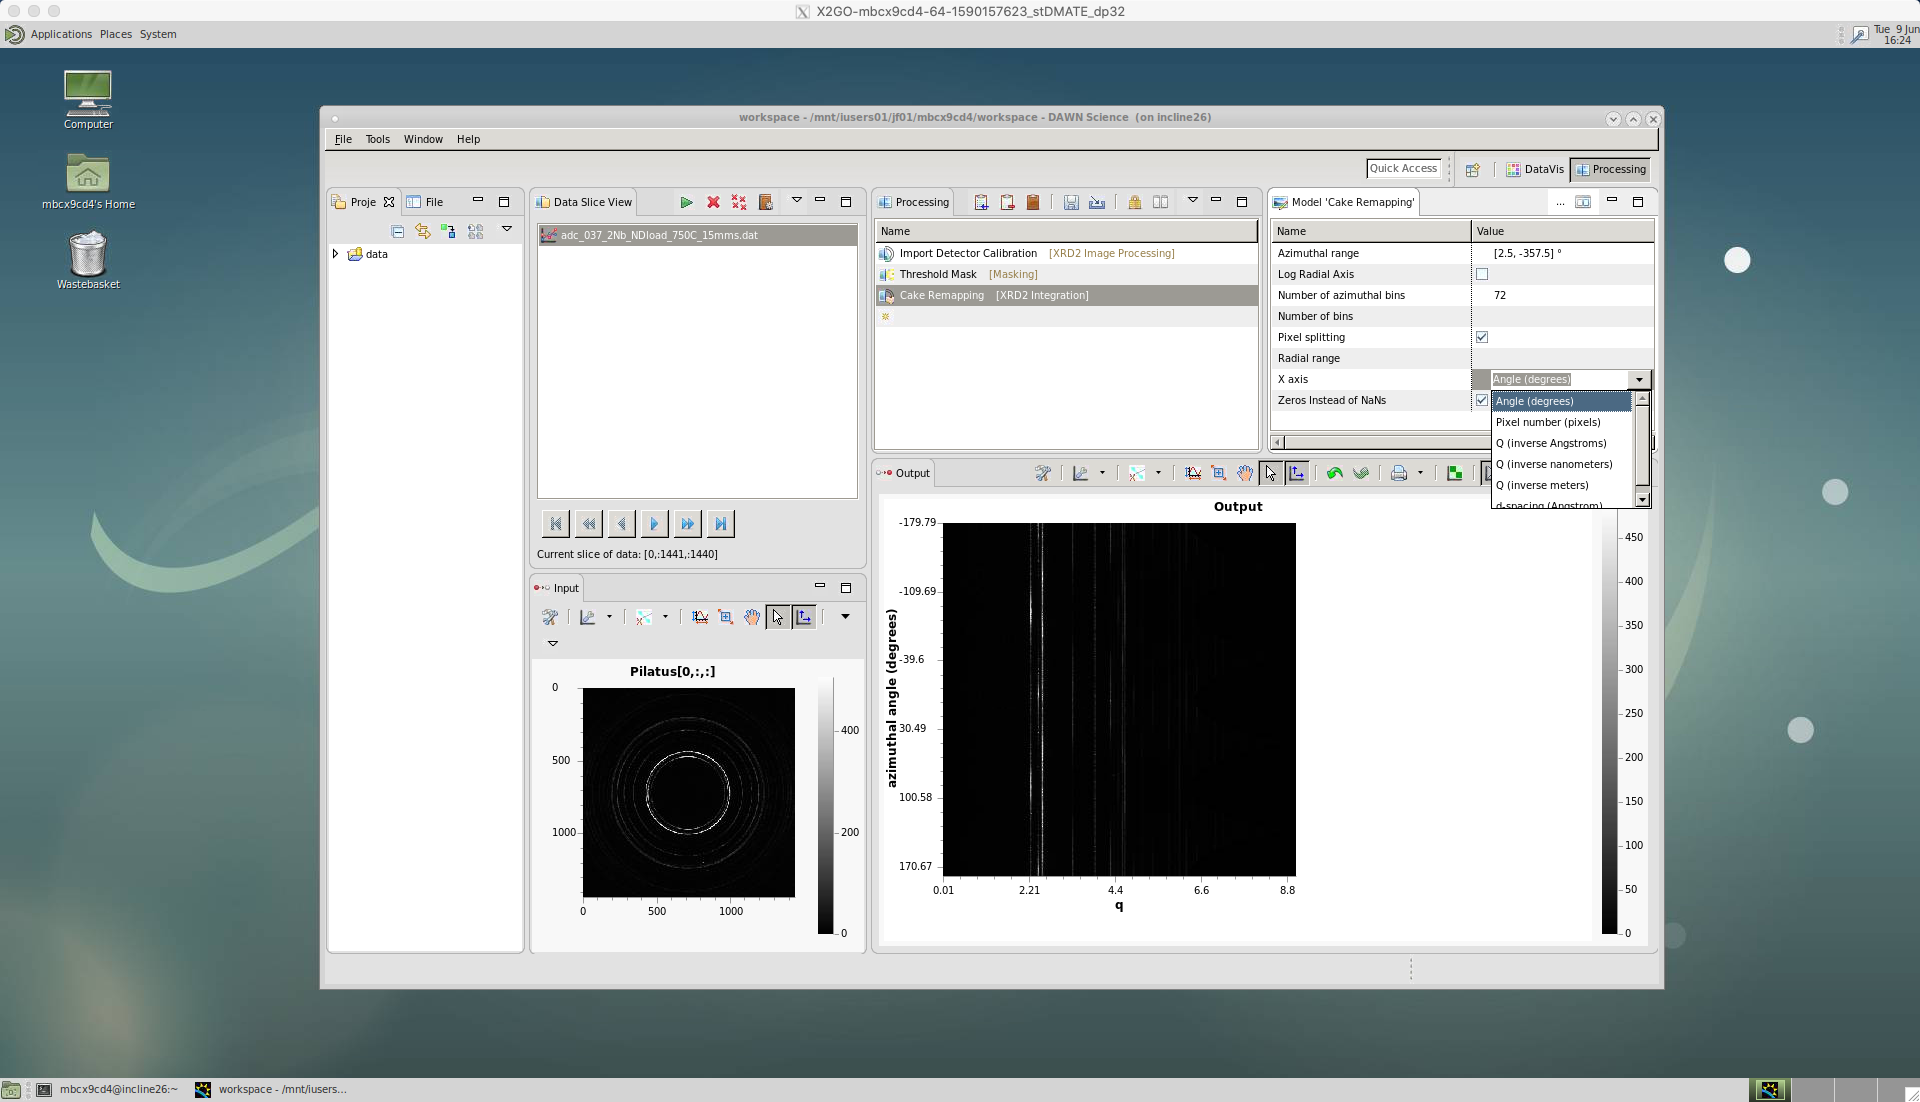 X2GO-mbcx9cd4-64-1590157623_stDMATE_dp32
Applications Places System
Tue 9 Jun
16:24
Computer
mbcx9cd4's Home
Wastebasket
workspace - /mnt/iusers01/jf01/mbcx9cd4/workspace - DAWN Science (on incline26)
File Tools Window Help
Quick Access
DataVis
Processing
Proje
File
data
Data Slice View
adc_037_2Nb_NDload_750C_15mms.dat
Current slice of data: [0,:1441,:1440]
Input
Pilatus[0,:,:]
0
500
1000
0
500
1000
400
200
0
Processing
Name
Import Detector Calibration [XRD2 Image Processing]
Threshold Mask [Masking]
Cake Remapping [XRD2 Integration]
Model 'Cake Remapping'
...
Name Value
Azimuthal range [2.5, -357.5] °
Log Radial Axis
Number of azimuthal bins 72
Number of bins
Pixel splitting
Radial range
X axis Angle (degrees)
Zeros Instead of NaNs
Angle (degrees)
Pixel number (pixels)
Q (inverse Angstroms)
Q (inverse nanometers)
Q (inverse meters)
d-spacing (Angstrom)
Output
Output
azimuthal angle (degrees)
-179.79
-109.69
-39.6
30.49
100.58
170.67
0.01
2.21
4.4
6.6
8.8
q
450
400
350
300
250
200
150
100
50
0
mbcx9cd4@incline26:~
workspace - /mnt/iusers...